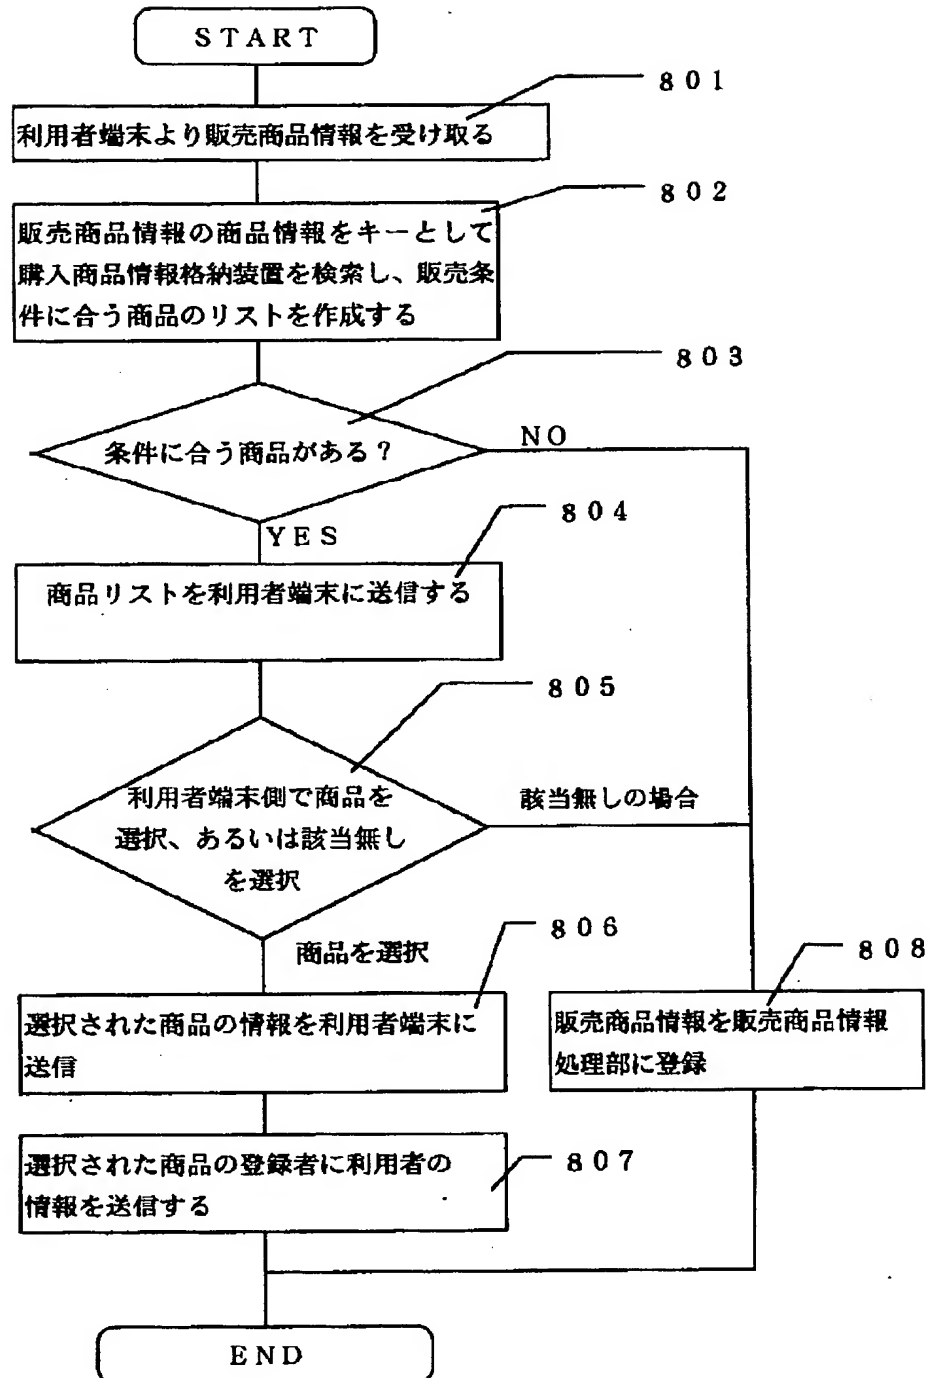 START
801
利用者端末より販売商品情報を受け取る
802
販売商品情報の商品情報をキーとして
購入商品情報格納装置を検索し、販売条
件に合う商品のリストを作成する
803
条件に合う商品がある？
NO
YES
804
商品リストを利用者端末に送信する
805
利用者端末側で商品を
選択、あるいは該当無し
を選択
該当無しの場合
商品を選択
806
選択された商品の情報を利用者端末に
送信
808
販売商品情報を販売商品情報
処理部に登録
807
選択された商品の登録者に利用者の
情報を送信する
END